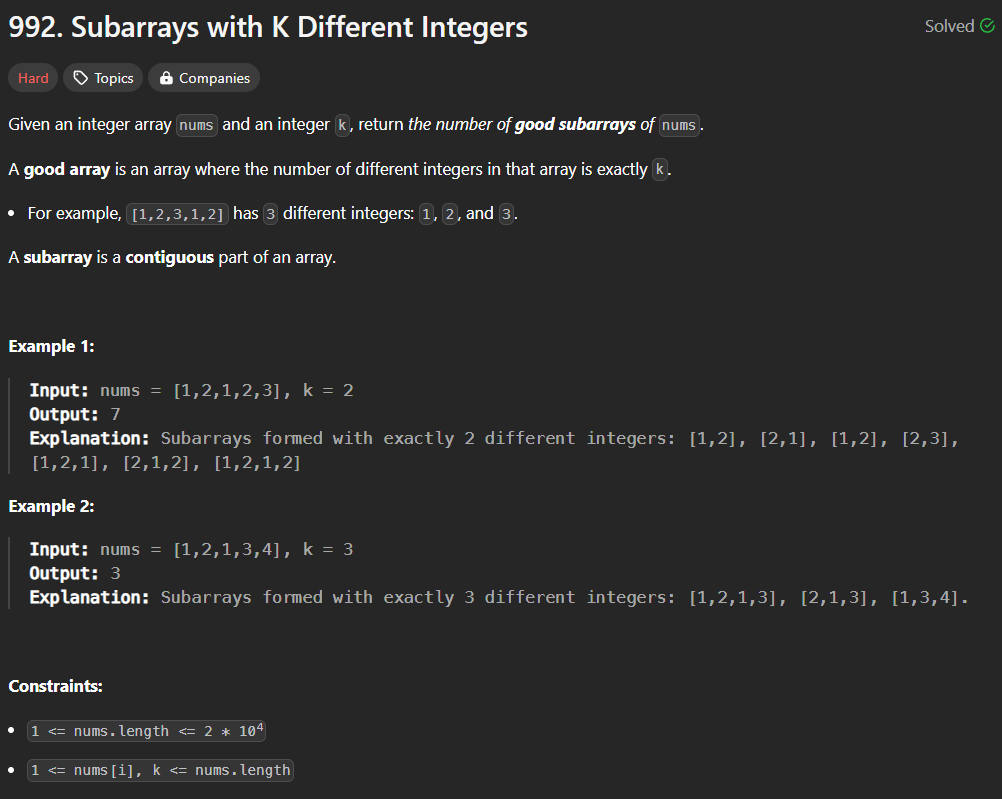 992. Subarrays with K Different Integers
Solved
Hard Topics Companies
Given an integer array nums and an integer k, return the number of good subarrays of nums.
A good array is an array where the number of different integers in that array is exactly k.
• For example, [1,2,3,1,2] has 3 different integers: 1, 2, and 3.
A subarray is a contiguous part of an array.
Example 1:
Input: nums = [1,2,1,2,3], k = 2
Output: 7
Explanation: Subarrays formed with exactly 2 different integers: [1,2], [2,1], [1,2], [2,3],
[1,2,1], [2,1,2], [1,2,1,2]
Example 2:
Input: nums = [1,2,1,3,4], k = 3
Output: 3
Explanation: Subarrays formed with exactly 3 different integers: [1,2,1,3], [2,1,3], [1,3,4].
Constraints:
• 1 <= nums.length <= 2 * 10⁴
• 1 <= nums[i], k <= nums.length